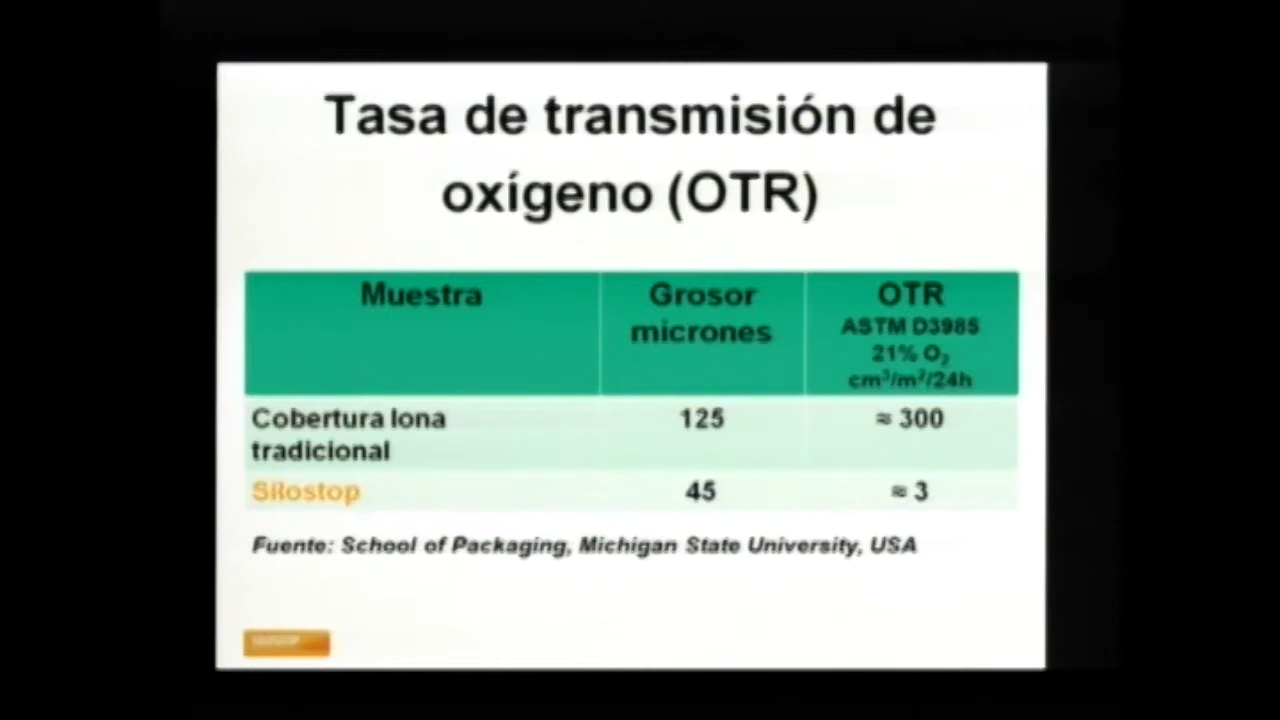 Tasa de transmisión de
oxígeno (OTR)
Muestra
Grosor
micrones
OTR
ASTM D3985
21% O₂
cm³/m²/24h
Cobertura lona
tradicional
125
≈ 300
Silostop
45
≈ 3
Fuente: School of Packaging, Michigan State University, USA